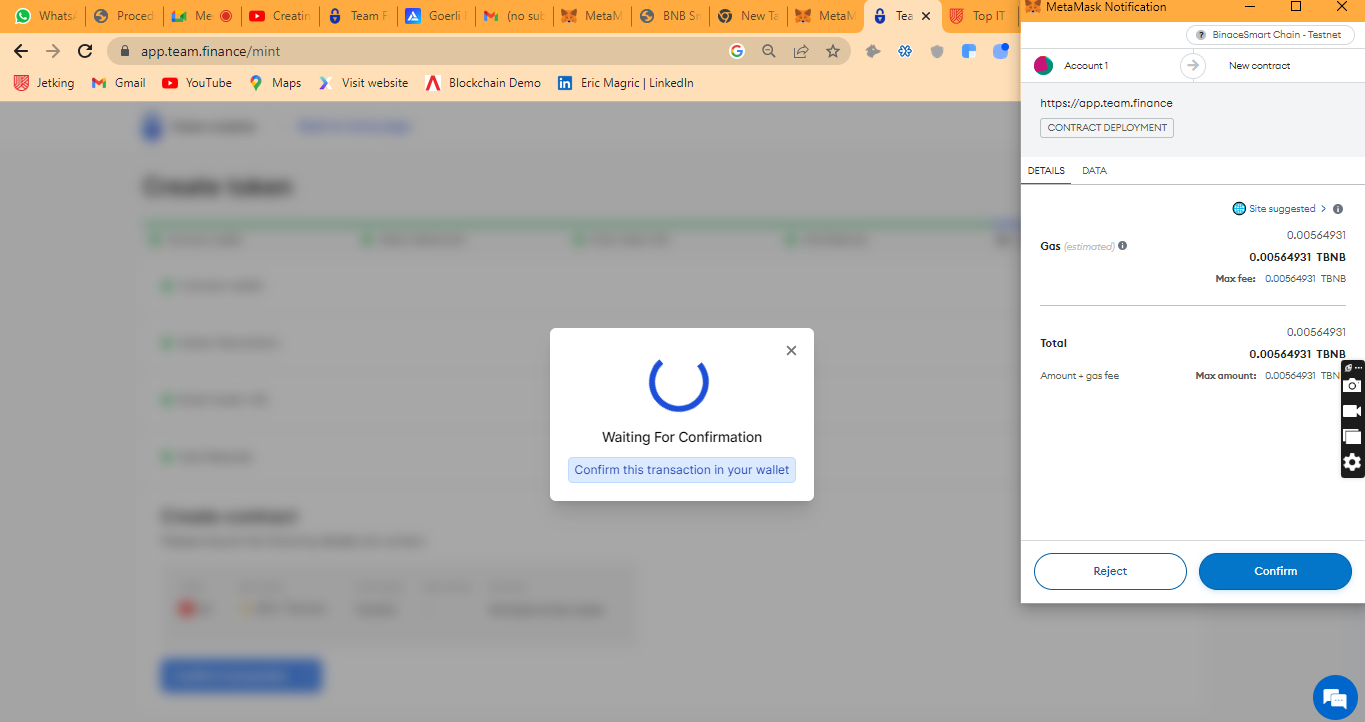 WhatsA
Proced
Me
Creatin
Team F
Goerli
(no sub
MetaM
BNB Sn
New Ta
MetaM
Tea
Top IT
MetaMask Notification
app.team.finance/mint
Jetking
Gmail
YouTube
Maps
Visit website
Blockchain Demo
Eric Magric | LinkedIn
BinaceSmart Chain - Testnet
Account 1
New contract
https://app.team.finance
CONTRACT DEPLOYMENT
DETAILS
DATA
Site suggested >
0.00564931
Gas (estimated)
0.00564931 TBNB
Max fee: 0.00564931 TBNB
0.00564931
Total
0.00564931 TBNB
Amount + gas fee
Max amount: 0.00564931 TBN
Reject
Confirm
Create token
Waiting For Confirmation
Confirm this transaction in your wallet
Create contract